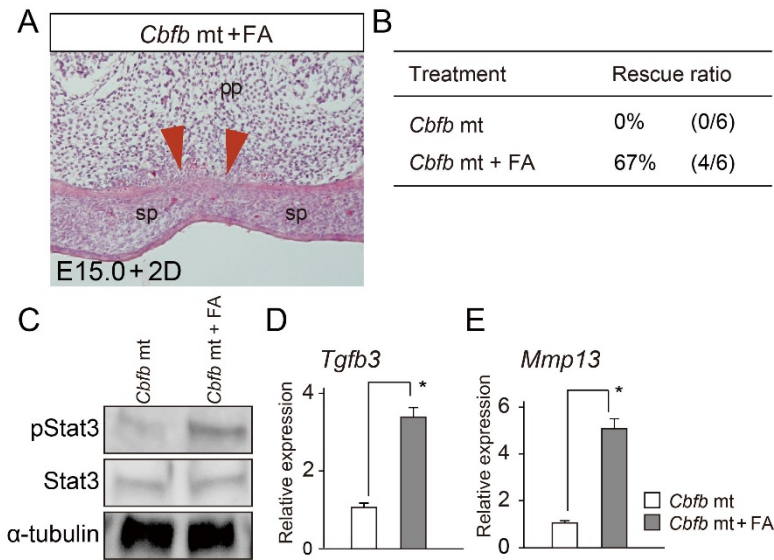 A
Cbfb mt +FA
pp
sp
sp
E15.0+2D
B
Treatment Rescue ratio
Cbfb mt 0% (0/6)
Cbfb mt + FA 67% (4/6)
C
Cbfb mt
Cbfb mt + FA
pStat3
Stat3
α-tubulin
D
Tgfb3
Relative expression
4
2
0
*
E
Mmp13
Relative expression
6
4
2
0
*
Cbfb mt
Cbfb mt + FA